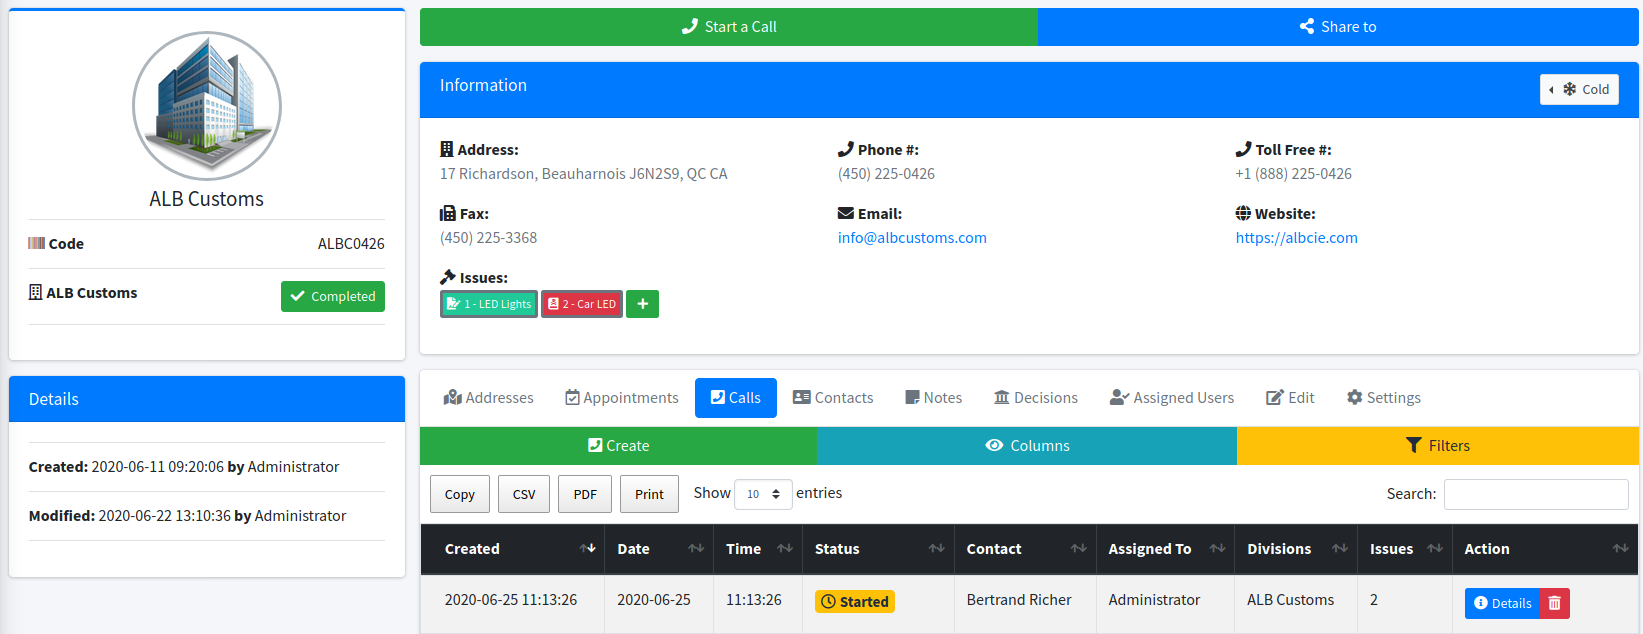 ALB Customs
Code ALBC0426
ALB Customs Completed
Details
Created: 2020-06-11 09:20:06 by Administrator
Modified: 2020-06-22 13:10:36 by Administrator
Start a Call Share to
Information Cold
Address: Phone #: Toll Free #:
17 Richardson, Beauharnois J6N2S9, QC CA (450) 225-0426 +1 (888) 225-0426
Fax: Email: Website:
(450) 225-3368 info@albcustoms.com https://albcie.com
Issues:
1 - LED Lights 2 - Car LED +
Addresses Appointments Calls Contacts Notes Decisions Assigned Users Edit Settings
Create Columns Filters
Copy CSV PDF Print Show 10 entries Search:
Created Date Time Status Contact Assigned To Divisions Issues Action
2020-06-25 11:13:26 2020-06-25 11:13:26 Started Bertrand Richer Administrator ALB Customs 2 Details